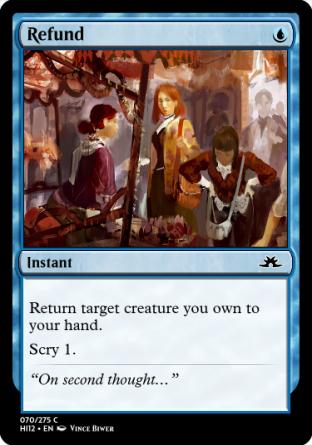 Refund
Instant
Return target creature you own to
your hand.
Scry 1.
"On second thought…"
070/275 C
HI12 • EN VINCE BIWER